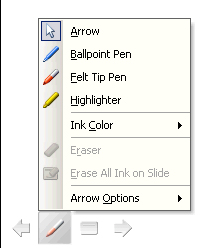 Arrow
Ballpoint Pen
Felt Tip Pen
Highlighter
Ink Color
Eraser
Erase All Ink on Slide
Arrow Options